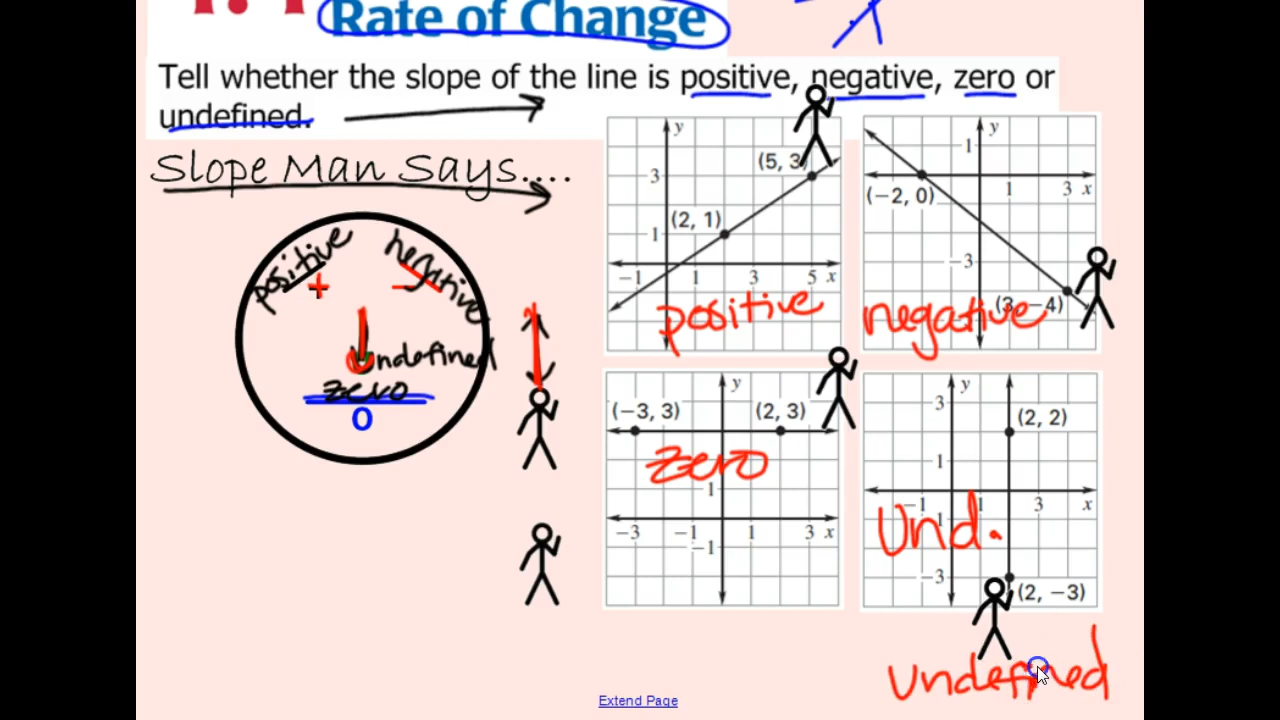 Rate of Change
Tell whether the slope of the line is positive, negative, zero or
undefined.
Slope Man Says....
positive
negative
+
−
undefined
zero
0
y
(5, 3)
3
(2, 1)
1
−1 1 3 5 x
positive
y
1
(−2, 0) 1 3 x
−3
(3, −4)
negative
y
(−3, 3) (2, 3)
zero
1
−3 −1 1 3 x
−1
y
3
(2, 2)
1
−1 1 3 x
−1
Und.
−3
(2, −3)
undefined
Extend Page